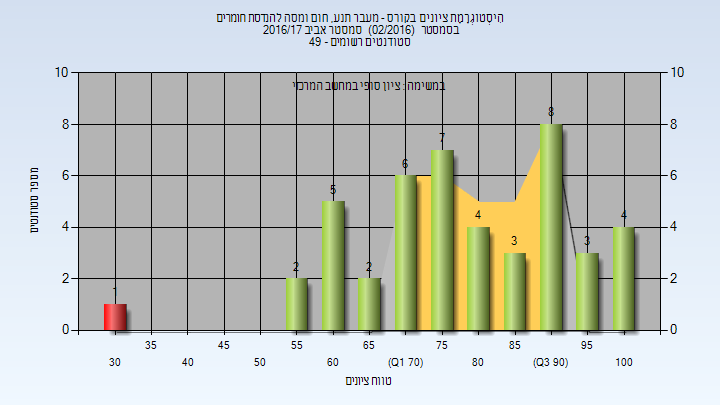 הִיסְטוֹגְרָמַת ציונים בקורס - מעבר תנע, חום ומסה להנדסת חומרים
בסמסטר (02/2016) סמסטר אביב 2016/17
סטודנטים רשומים - 49
במשימה : ציון סופי במחשב המרכזי
מספר סטודנטים
10 10
8 8
6 6
4 4
2 2
0 0
1 2 5 2 6 7 4 3 8 3 4
35 45 55 65 75 85 95
30 40 50 60 (Q1 70) 80 (Q3 90) 100
טווח ציונים